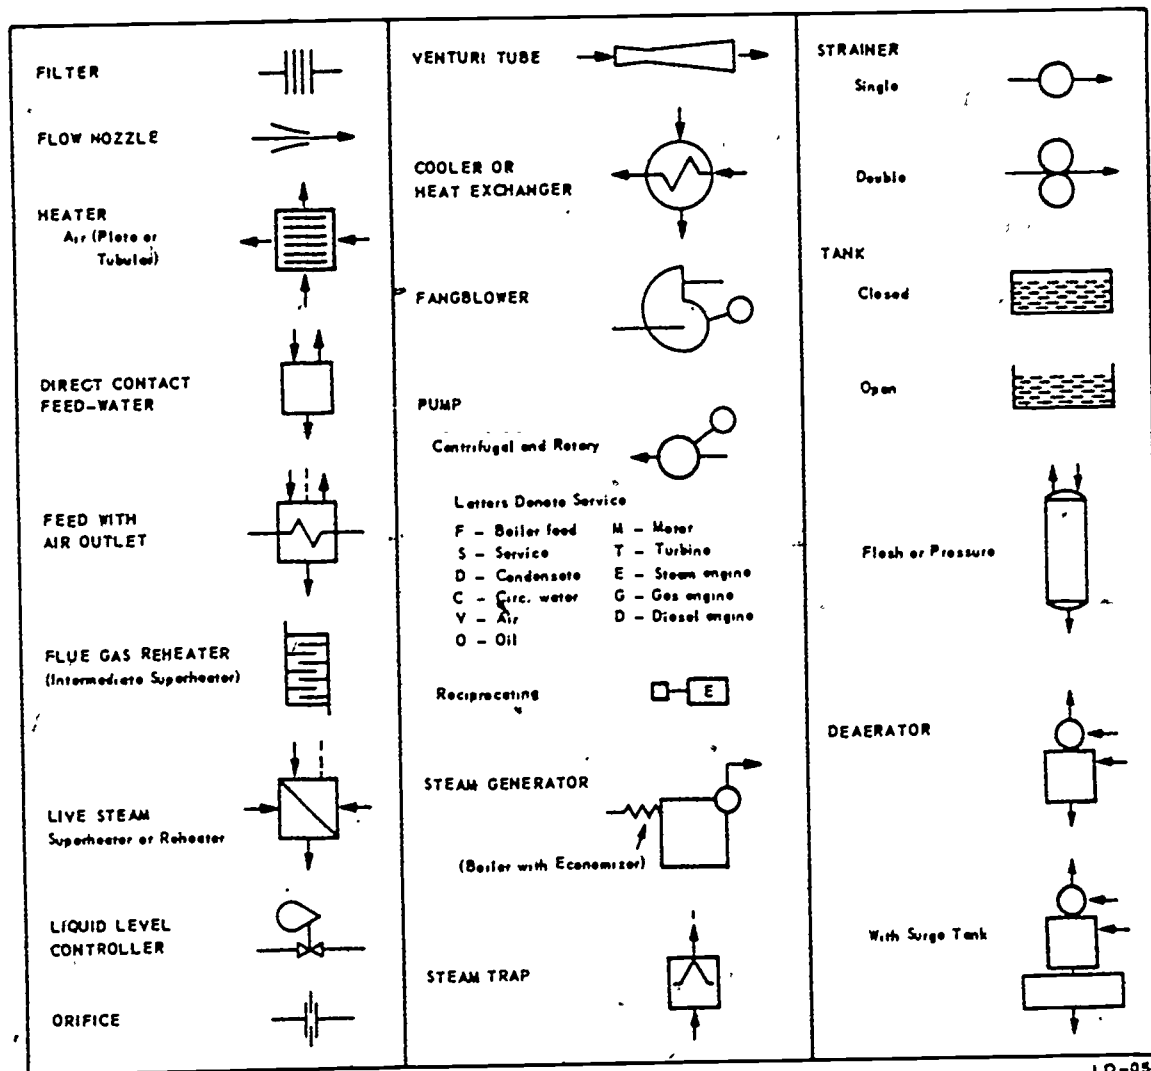 FILTER
FLOW NOZZLE
HEATER
Air (Plate or
Tubular)
DIRECT CONTACT
FEED-WATER
FEED WITH
AIR OUTLET
FLUE GAS REHEATER
(Intermediate Superheater)
LIVE STEAM
Superheater or Reheater
LIQUID LEVEL
CONTROLLER
ORIFICE
VENTURI TUBE
COOLER OR
HEAT EXCHANGER
FANGBLOWER
PUMP
Centrifugal and Rotary
Letters Denote Service
F - Boiler feed M - Motor
S - Service T - Turbine
D - Condensate E - Steam engine
C - Circ. water G - Gas engine
V - Air D - Diesel engine
O - Oil
Reciprocating
E
STEAM GENERATOR
(Boiler with Economizer)
STEAM TRAP
STRAINER
Single
Double
TANK
Closed
Open
Flash or Pressure
DEAERATOR
With Surge Tank